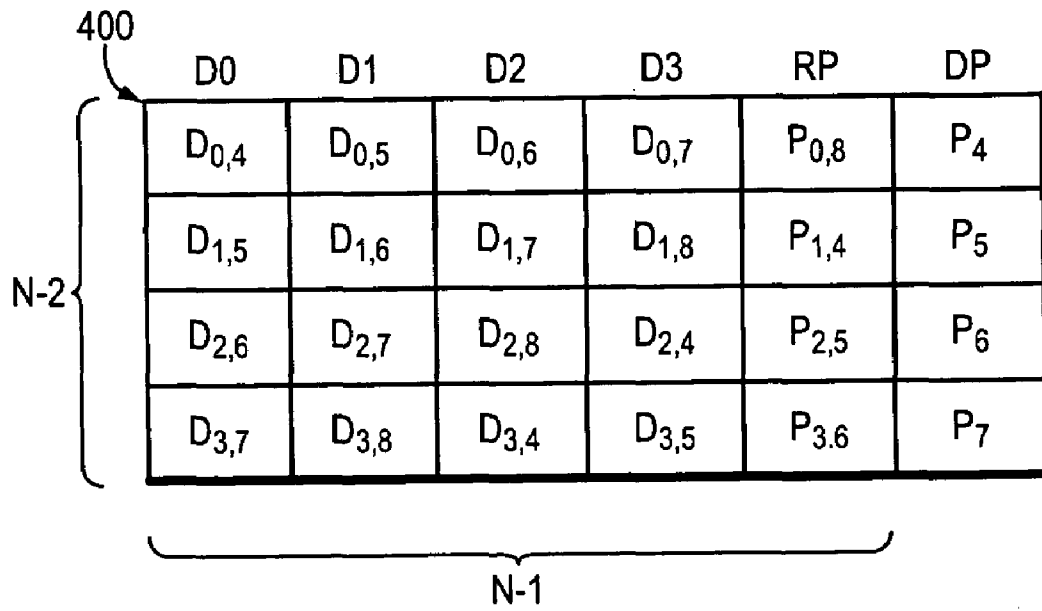 400
D0 D1 D2 D3 RP DP
D0,4 D0,5 D0,6 D0,7 P0,8 P4
D1,5 D1,6 D1,7 D1,8 P1,4 P5
N-2
D2,6 D2,7 D2,8 D2,4 P2,5 P6
D3,7 D3,8 D3,4 D3,5 P3.6 P7
N-1